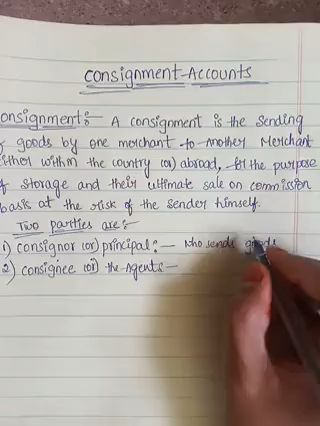 Consignment Accounts
onsignment:- A consignment is the sending
f goods by one merchant to Another Merchant
ither within the country (or) abroad, for the purpose
f storage and their ultimate sale on commission
basis at the risk of the sender himself.
Two parties are:-
1) consignor (or) principal:- who sends goods
2) consignee (or) the Agents-